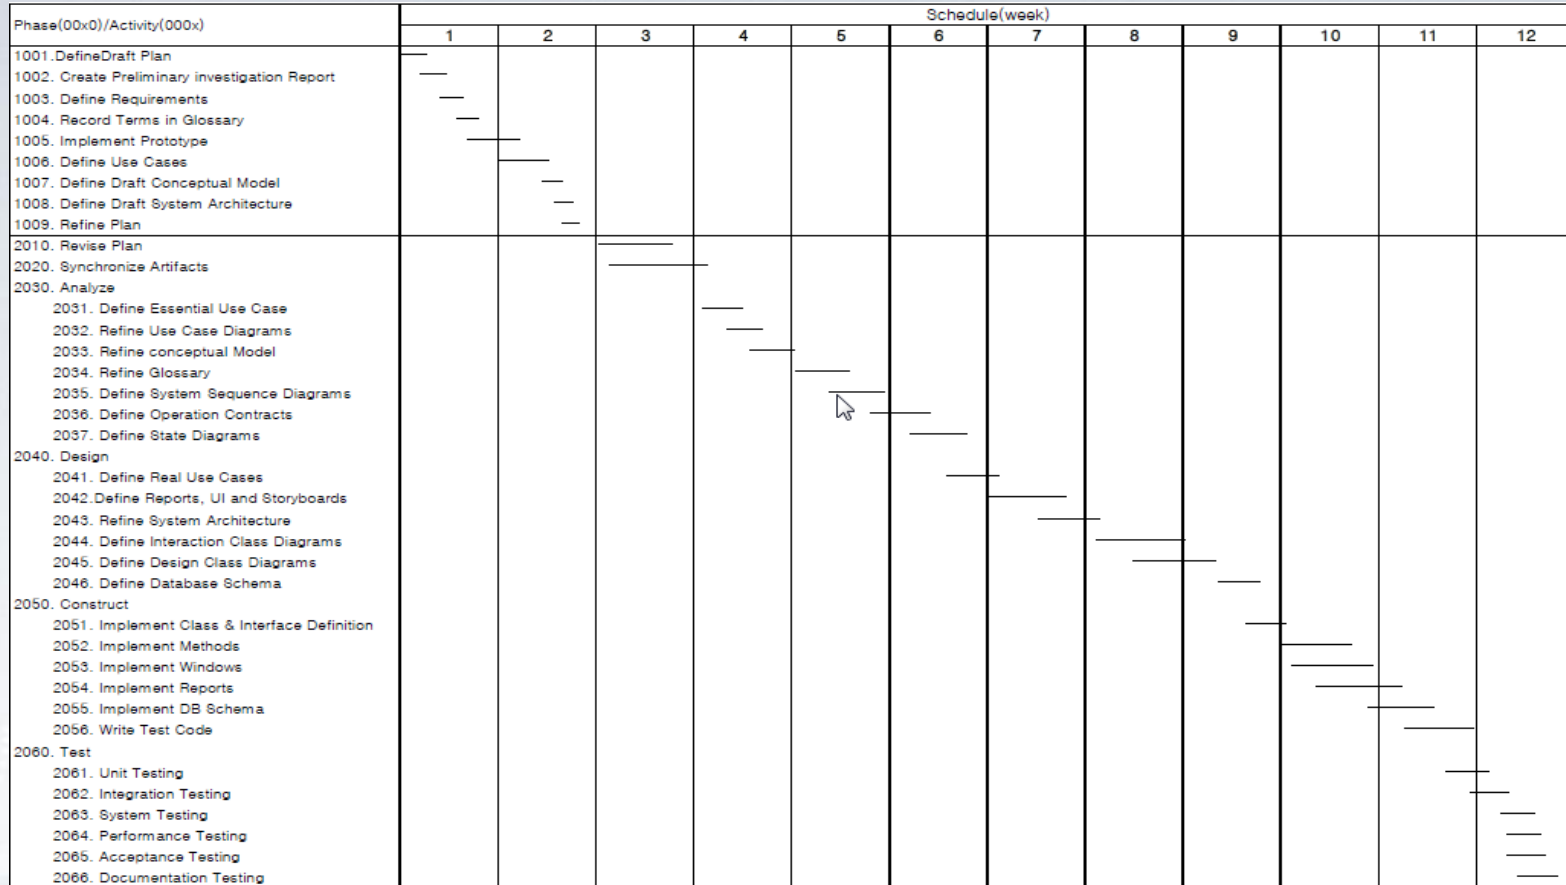 Phase(00x0)/Activity(000x)
Schedule(week)
1 2 3 4 5 6 7 8 9 10 11 12
1001.DefineDraft Plan
1002. Create Preliminary investigation Report
1003. Define Requirements
1004. Record Terms in Glossary
1005. Implement Prototype
1006. Define Use Cases
1007. Define Draft Conceptual Model
1008. Define Draft System Architecture
1009. Refine Plan
2010. Revise Plan
2020. Synchronize Artifacts
2030. Analyze
2031. Define Essential Use Case
2032. Refine Use Case Diagrams
2033. Refine conceptual Model
2034. Refine Glossary
2035. Define System Sequence Diagrams
2036. Define Operation Contracts
2037. Define State Diagrams
2040. Design
2041. Define Real Use Cases
2042.Define Reports, UI and Storyboards
2043. Refine System Architecture
2044. Define Interaction Class Diagrams
2045. Define Design Class Diagrams
2046. Define Database Schema
2050. Construct
2051. Implement Class & Interface Definition
2052. Implement Methods
2053. Implement Windows
2054. Implement Reports
2055. Implement DB Schema
2056. Write Test Code
2060. Test
2061. Unit Testing
2062. Integration Testing
2063. System Testing
2064. Performance Testing
2065. Acceptance Testing
2066. Documentation Testing